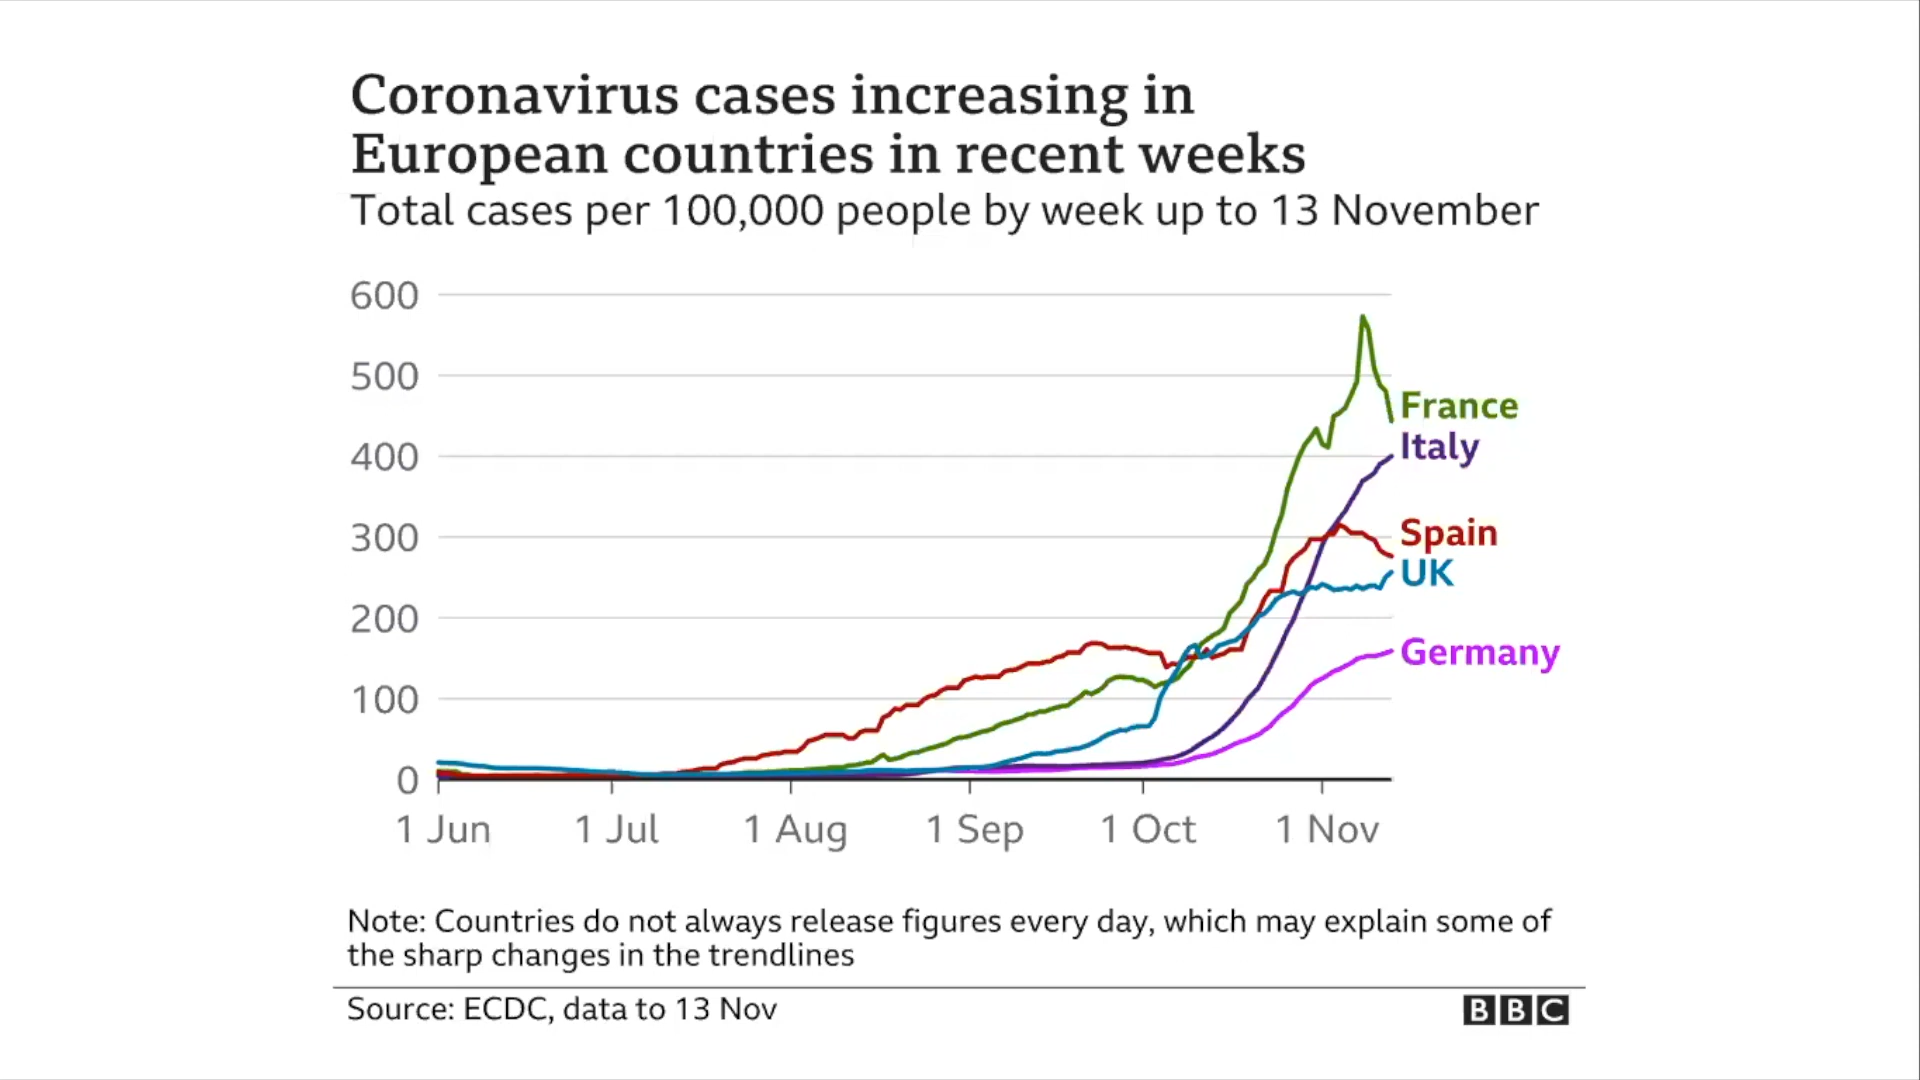 Coronavirus cases increasing in
European countries in recent weeks
Total cases per 100,000 people by week up to 13 November
600
500
France
400
Italy
300
Spain
UK
200
Germany
100
0
1 Jun 1 Jul 1 Aug 1 Sep 1 Oct 1 Nov
Note: Countries do not always release figures every day, which may explain some of
the sharp changes in the trendlines
Source: ECDC, data to 13 Nov
BBC